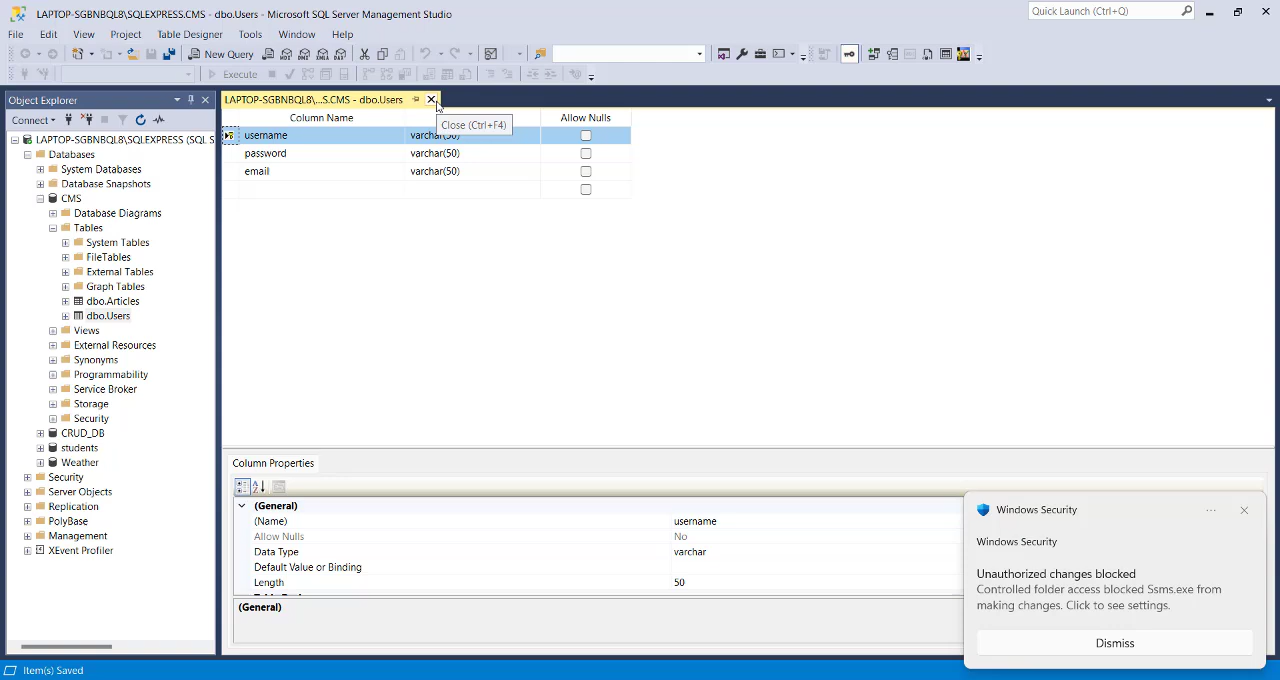 LAPTOP-SGBNBQL8\SQLEXPRESS.CMS - dbo.Users - Microsoft SQL Server Management Studio
Quick Launch (Ctrl+Q)
File Edit View Project Table Designer Tools Window Help
New Query
Execute
Object Explorer
LAPTOP-SGBNBQL8\...S.CMS - dbo.Users
Close (Ctrl+F4)
Connect
Column Name Allow Nulls
username varchar(50)
password varchar(50)
email varchar(50)
LAPTOP-SGBNBQL8\SQLEXPRESS (SQL S
Databases
System Databases
Database Snapshots
CMS
Database Diagrams
Tables
System Tables
FileTables
External Tables
Graph Tables
dbo.Articles
dbo.Users
Views
External Resources
Synonyms
Programmability
Service Broker
Storage
Security
CRUD_DB
students
Weather
Security
Server Objects
Replication
PolyBase
Management
XEvent Profiler
Column Properties
(General)
(Name) username
Allow Nulls No
Data Type varchar
Default Value or Binding
Length 50
(General)
Windows Security
Windows Security
Unauthorized changes blocked
Controlled folder access blocked Ssms.exe from
making changes. Click to see settings.
Dismiss
Item(s) Saved